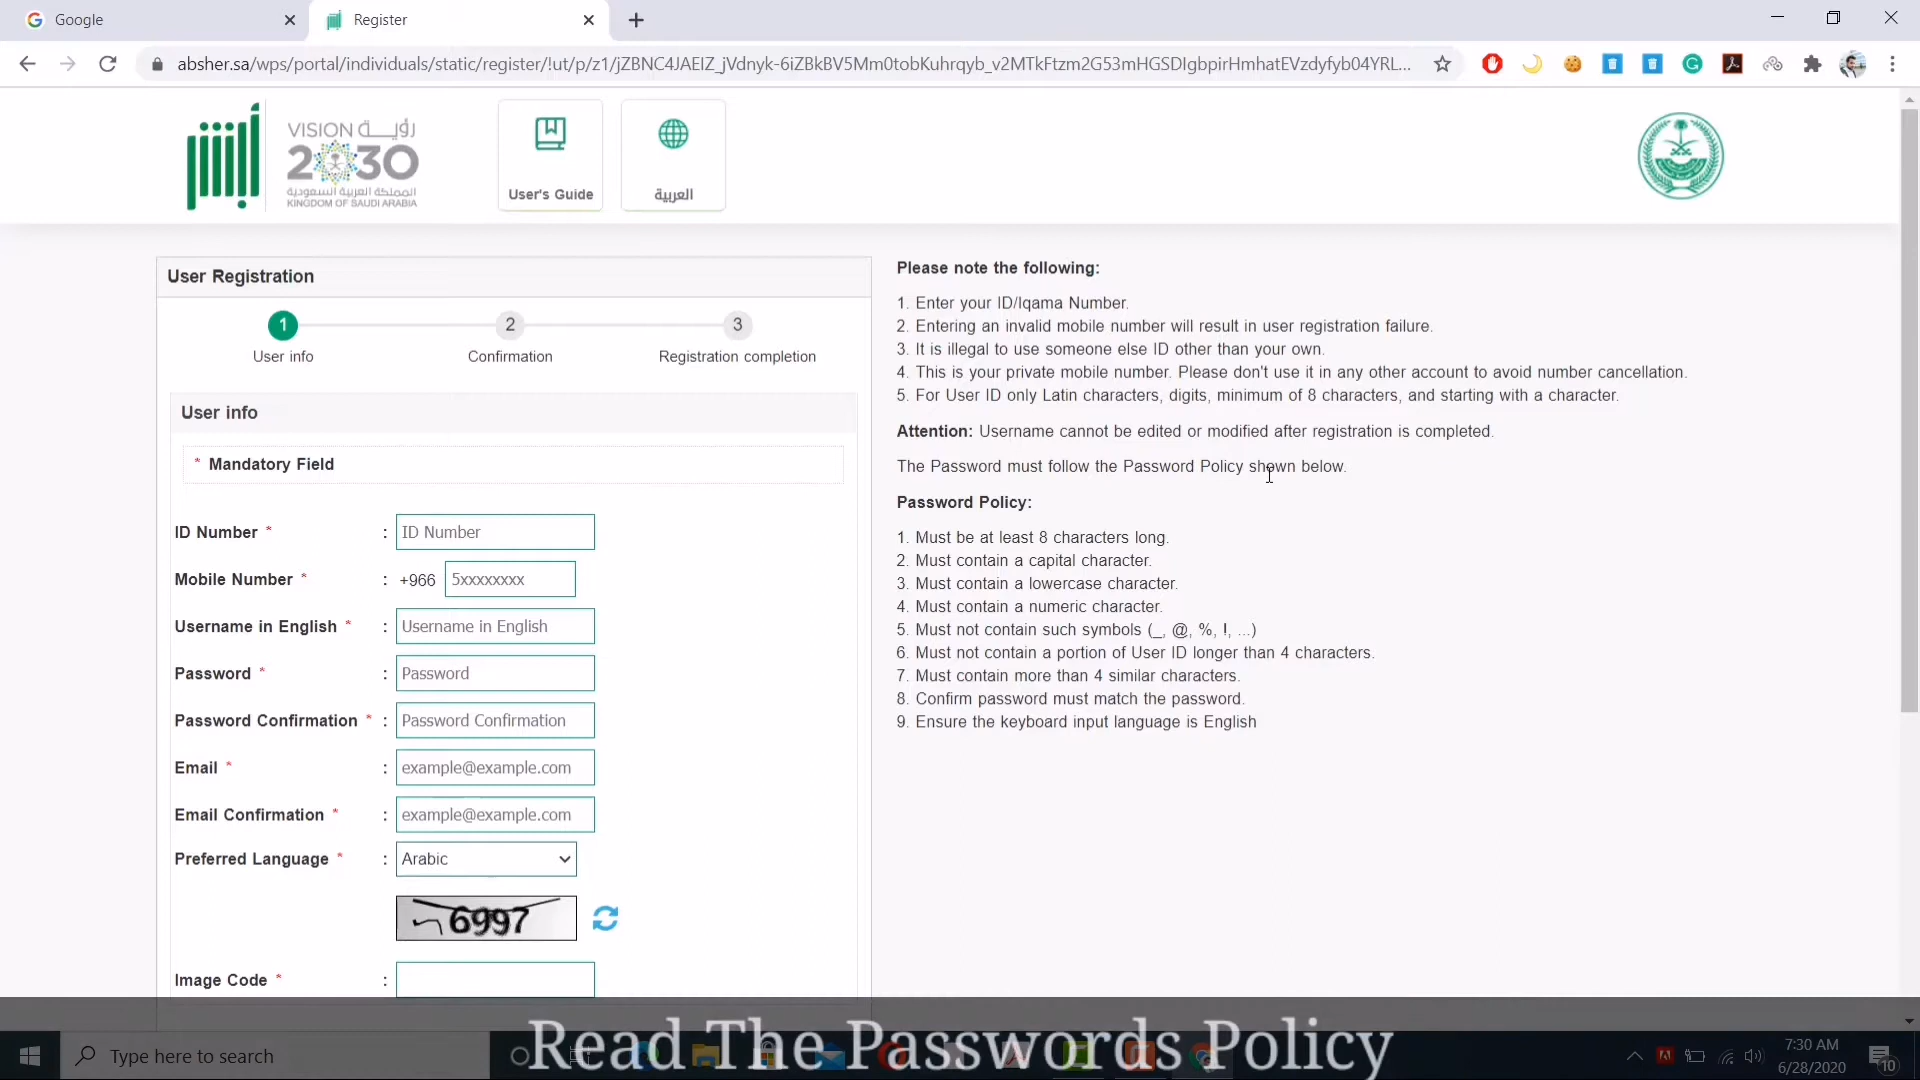 Google
Register
absher.sa/wps/portal/individuals/static/register/!ut/p/z1/jZBNC4JAEIZ_jVdnyk-6iZBkBV5Mm0tobKuhrqyb_v2MTkFtzm2G53mHGSDIgbpirHmhatEVzdyfyb04YRL...
أبشر
VISION رؤية
2030
المملكة العربية السعودية
KINGDOM OF SAUDI ARABIA
User's Guide
العربية
User Registration
1
2
3
User info
Confirmation
Registration completion
User info
* Mandatory Field
ID Number * : ID Number
Mobile Number * : +966 5xxxxxxxx
Username in English * : Username in English
Password * : Password
Password Confirmation * : Password Confirmation
Email * : example@example.com
Email Confirmation * : example@example.com
Preferred Language * : Arabic
6997
Image Code * :
Please note the following:
1. Enter your ID/Iqama Number.
2. Entering an invalid mobile number will result in user registration failure.
3. It is illegal to use someone else ID other than your own.
4. This is your private mobile number. Please don't use it in any other account to avoid number cancellation.
5. For User ID only Latin characters, digits, minimum of 8 characters, and starting with a character.
Attention: Username cannot be edited or modified after registration is completed.
The Password must follow the Password Policy shown below.
Password Policy:
1. Must be at least 8 characters long.
2. Must contain a capital character.
3. Must contain a lowercase character.
4. Must contain a numeric character.
5. Must not contain such symbols (_, @, %, !, ...)
6. Must not contain a portion of User ID longer than 4 characters.
7. Must contain more than 4 similar characters.
8. Confirm password must match the password.
9. Ensure the keyboard input language is English
Read The Passwords Policy
Type here to search
7:30 AM
6/28/2020
10